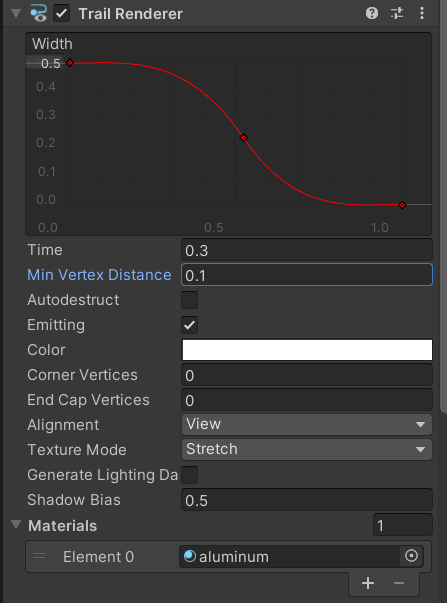 Trail Renderer
Width
0.5
0.4
0.3
0.2
0.1
0.0
0.0 0.5 1.0
Time 0.3
Min Vertex Distance 0.1
Autodestruct
Emitting
Color
Corner Vertices 0
End Cap Vertices 0
Alignment View
Texture Mode Stretch
Generate Lighting Da
Shadow Bias 0.5
Materials 1
Element 0 aluminum